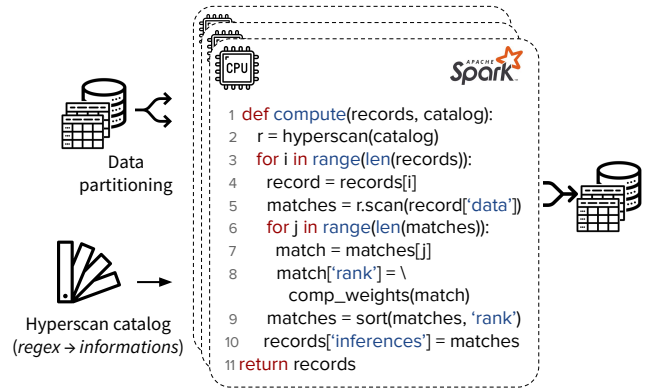 CPU
APACHE
Spark
Data
partitioning
Hyperscan catalog
(regex → informations)
1 def compute(records, catalog):
2 r = hyperscan(catalog)
3 for i in range(len(records)):
4 record = records[i]
5 matches = r.scan(record[‘data’])
6 for j in range(len(matches)):
7 match = matches[j]
8 match[‘rank’] = \
comp_weights(match)
9 matches = sort(matches, ‘rank’)
10 records[‘inferences’] = matches
11 return records